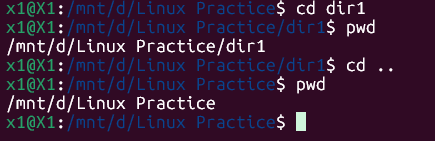 x1@X1:/mnt/d/Linux Practice$ cd dir1
x1@X1:/mnt/d/Linux Practice/dir1$ pwd
/mnt/d/Linux Practice/dir1
x1@X1:/mnt/d/Linux Practice/dir1$ cd ..
x1@X1:/mnt/d/Linux Practice$ pwd
/mnt/d/Linux Practice
x1@X1:/mnt/d/Linux Practice$